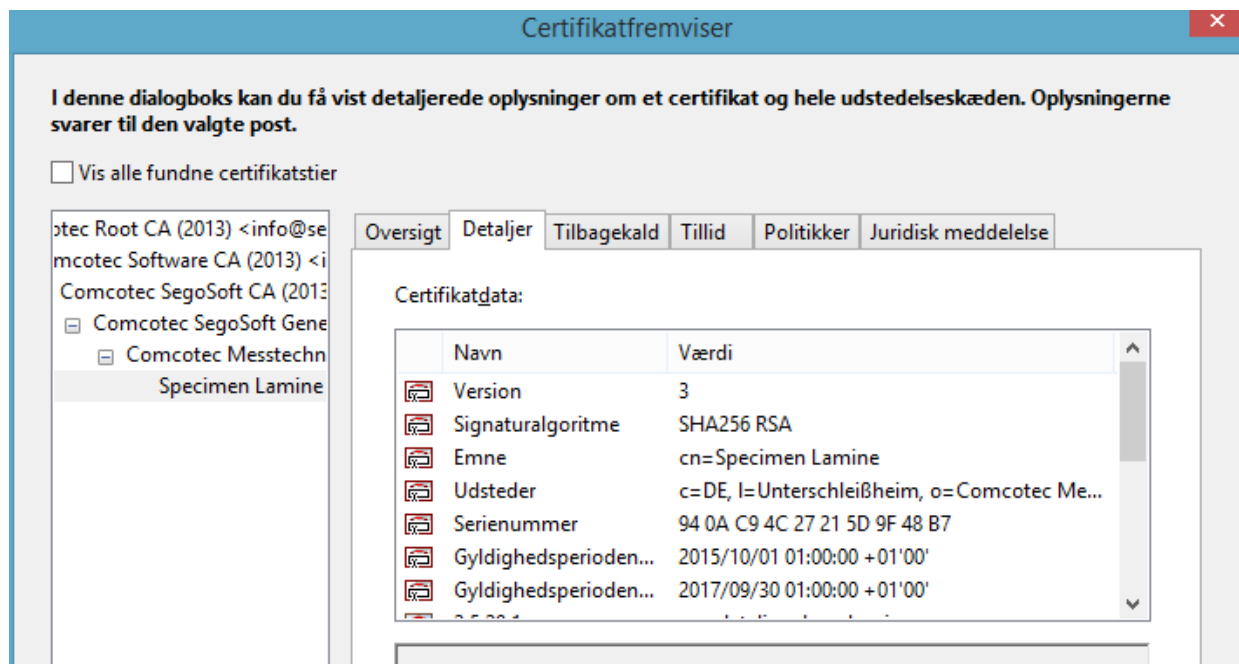 Certifikatfremviser
I denne dialogboks kan du få vist detaljerede oplysninger om et certifikat og hele udstedelseskæden. Oplysningerne
svarer til den valgte post.
Vis alle fundne certifikatstier
otec Root CA (2013) <info@se
mcotec Software CA (2013) <i
Comcotec SegoSoft CA (2013
Comcotec SegoSoft Gene
Comcotec Messtechn
Specimen Lamine
Oversigt Detaljer Tilbagekald Tillid Politikker Juridisk meddelelse
Certifikatdata:
Navn Værdi
Version 3
Signaturalgoritme SHA256 RSA
Emne cn=Specimen Lamine
Udsteder c=DE, l=Unterschleißheim, o=Comcotec Me...
Serienummer 94 0A C9 4C 27 21 5D 9F 48 B7
Gyldighedsperioden... 2015/10/01 01:00:00 +01'00'
Gyldighedsperioden... 2017/09/30 01:00:00 +01'00'